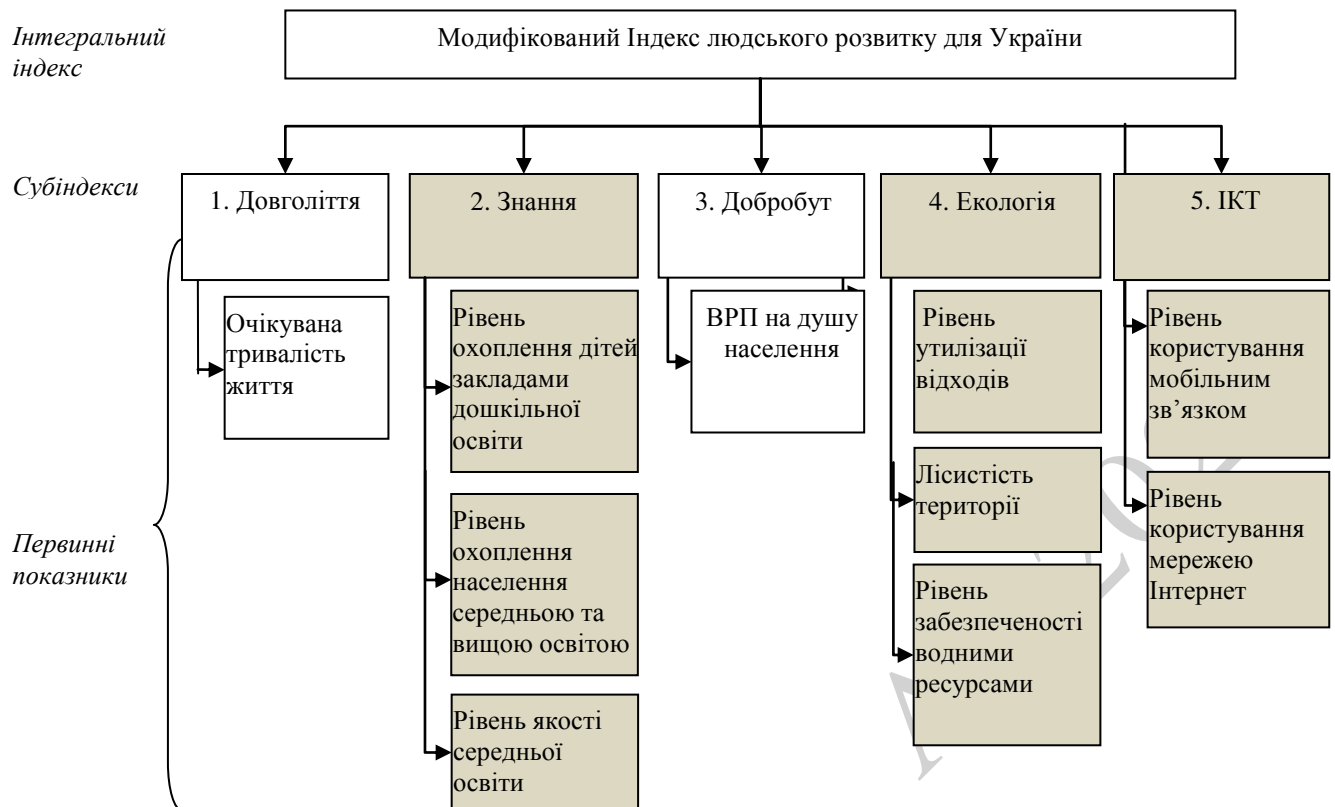 Інтегральний
індекс
Модифікований Індекс людського розвитку для України
Субіндекси
1. Довголіття
2. Знання
3. Добробут
4. Екологія
5. ІКТ
Первинні
показники
Очікувана
тривалість
життя
Рівень
охоплення дітей
закладами
дошкільної
освіти
Рівень
охоплення
населення
середньою та
вищою освітою
Рівень якості
середньої
освіти
ВРП на душу
населення
Рівень
утилізації
відходів
Лісистість
території
Рівень
забезпеченості
водними
ресурсами
Рівень
користування
мобільним
зв’язком
Рівень
користування
мережею
Інтернет